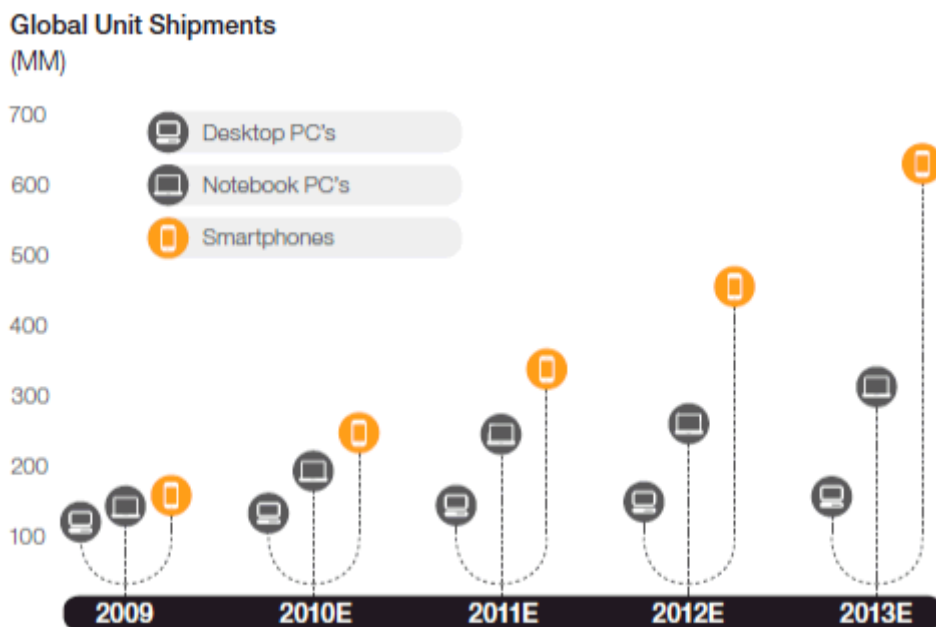 Global Unit Shipments
(MM)
700
Desktop PC's
600
Notebook PC's
Smartphones
500
400
300
200
100
2009
2010E
2011E
2012E
2013E